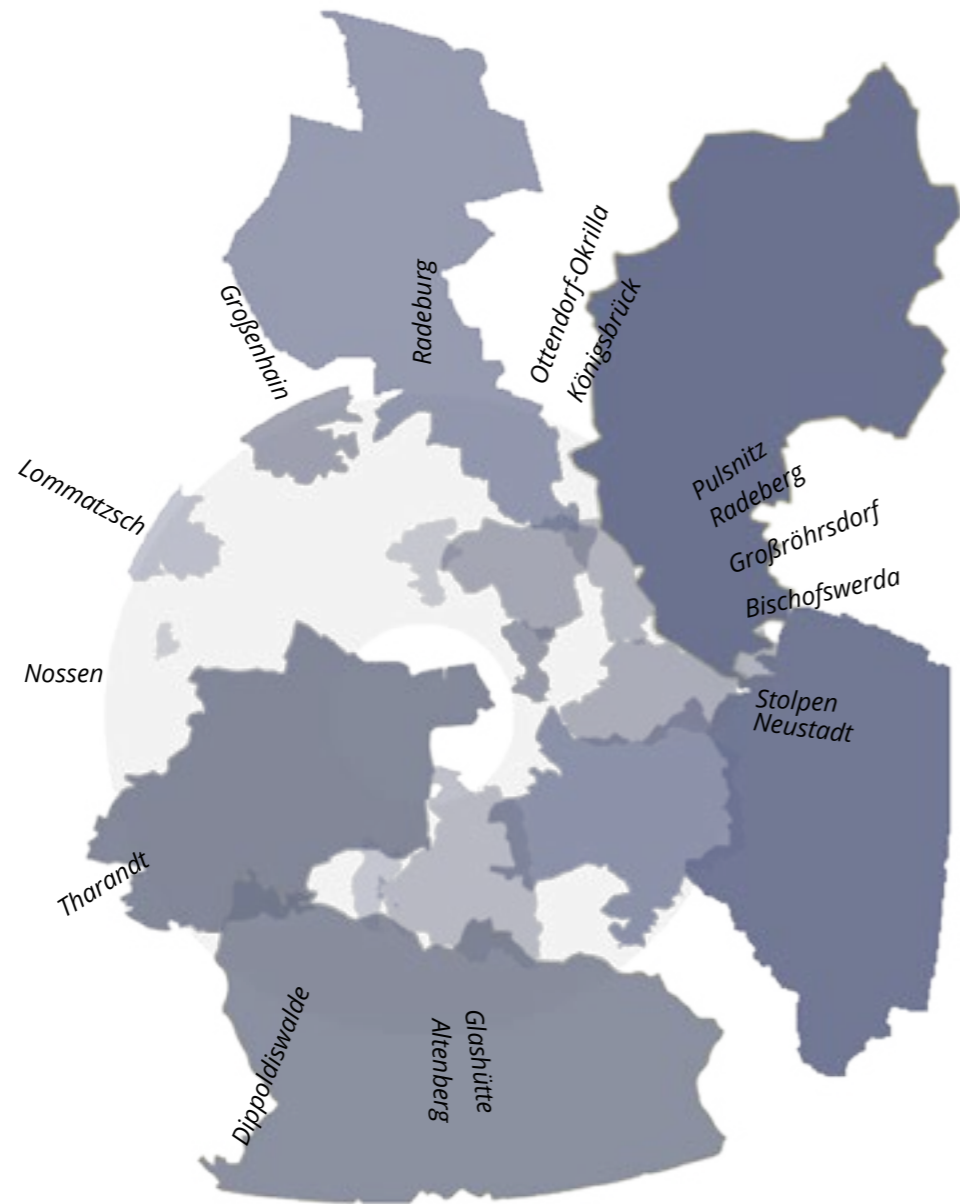 Großenhain
Radeburg
Ottendorf-Okrilla
Königsbrück
Pulsnitz
Radeberg
Großröhrsdorf
Bischofswerda
Lommatzsch
Nossen
Stolpen
Neustadt
Tharandt
Dippoldiswalde
Altenberg
Glashütte